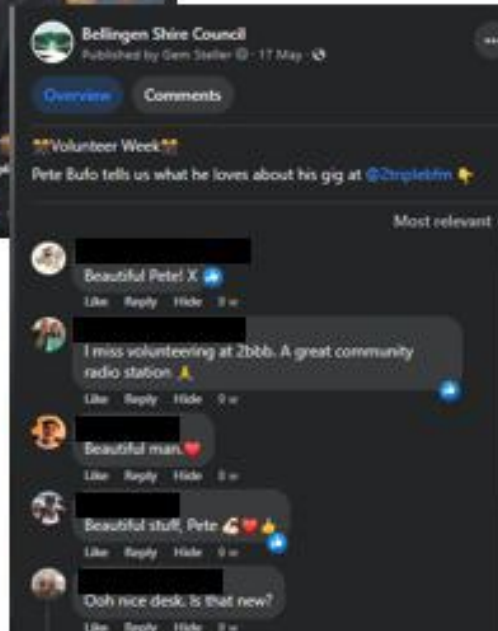 Bellingen Shire Council
Published by Gem Steller · 17 May ·
Overview Comments
Volunteer Week
Pete Bufo tells us what he loves about his gig at @2triplebfm
Most relevant
Beautiful Pete! X
Like Reply Hide
I miss volunteering at 2bbb. A great community
radio station
Like Reply Hide
Beautiful man.
Like Reply Hide
Beautiful stuff, Pete
Like Reply Hide
Ooh nice desk. Is that new?
Like Reply Hide